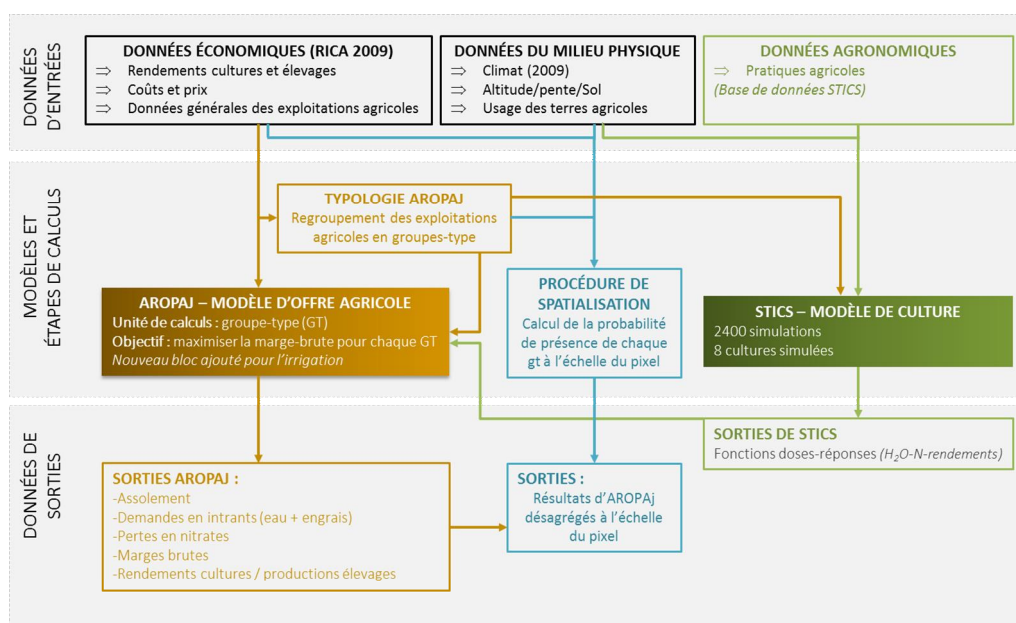 DONNÉES
D'ENTRÉES
DONNÉES ÉCONOMIQUES (RICA 2009)
⇒ Rendements cultures et élevages
⇒ Coûts et prix
⇒ Données générales des exploitations agricoles
DONNÉES DU MILIEU PHYSIQUE
⇒ Climat (2009)
⇒ Altitude/pente/Sol
⇒ Usage des terres agricoles
DONNÉES AGRONOMIQUES
⇒ Pratiques agricoles
(Base de données STICS)
MODÈLES ET
ÉTAPES DE CALCULS
TYPOLOGIE AROPAJ
Regroupement des exploitations
agricoles en groupes-type
AROPAJ – MODÈLE D'OFFRE AGRICOLE
Unité de calculs : groupe-type (GT)
Objectif : maximiser la marge-brute pour chaque GT
Nouveau bloc ajouté pour l'irrigation
PROCÉDURE DE
SPATIALISATION
Calcul de la probabilité
de présence de chaque
gt à l'échelle du pixel
STICS – MODÈLE DE CULTURE
2400 simulations
8 cultures simulées
DONNÉES DE
SORTIES
SORTIES DE STICS
Fonctions doses-réponses (H₂O-N-rendements)
SORTIES AROPAJ :
-Assolement
-Demandes en intrants (eau + engrais)
-Pertes en nitrates
-Marges brutes
-Rendements cultures / productions élevages
SORTIES :
Résultats d'AROPAj
désagrégés à l'échelle
du pixel